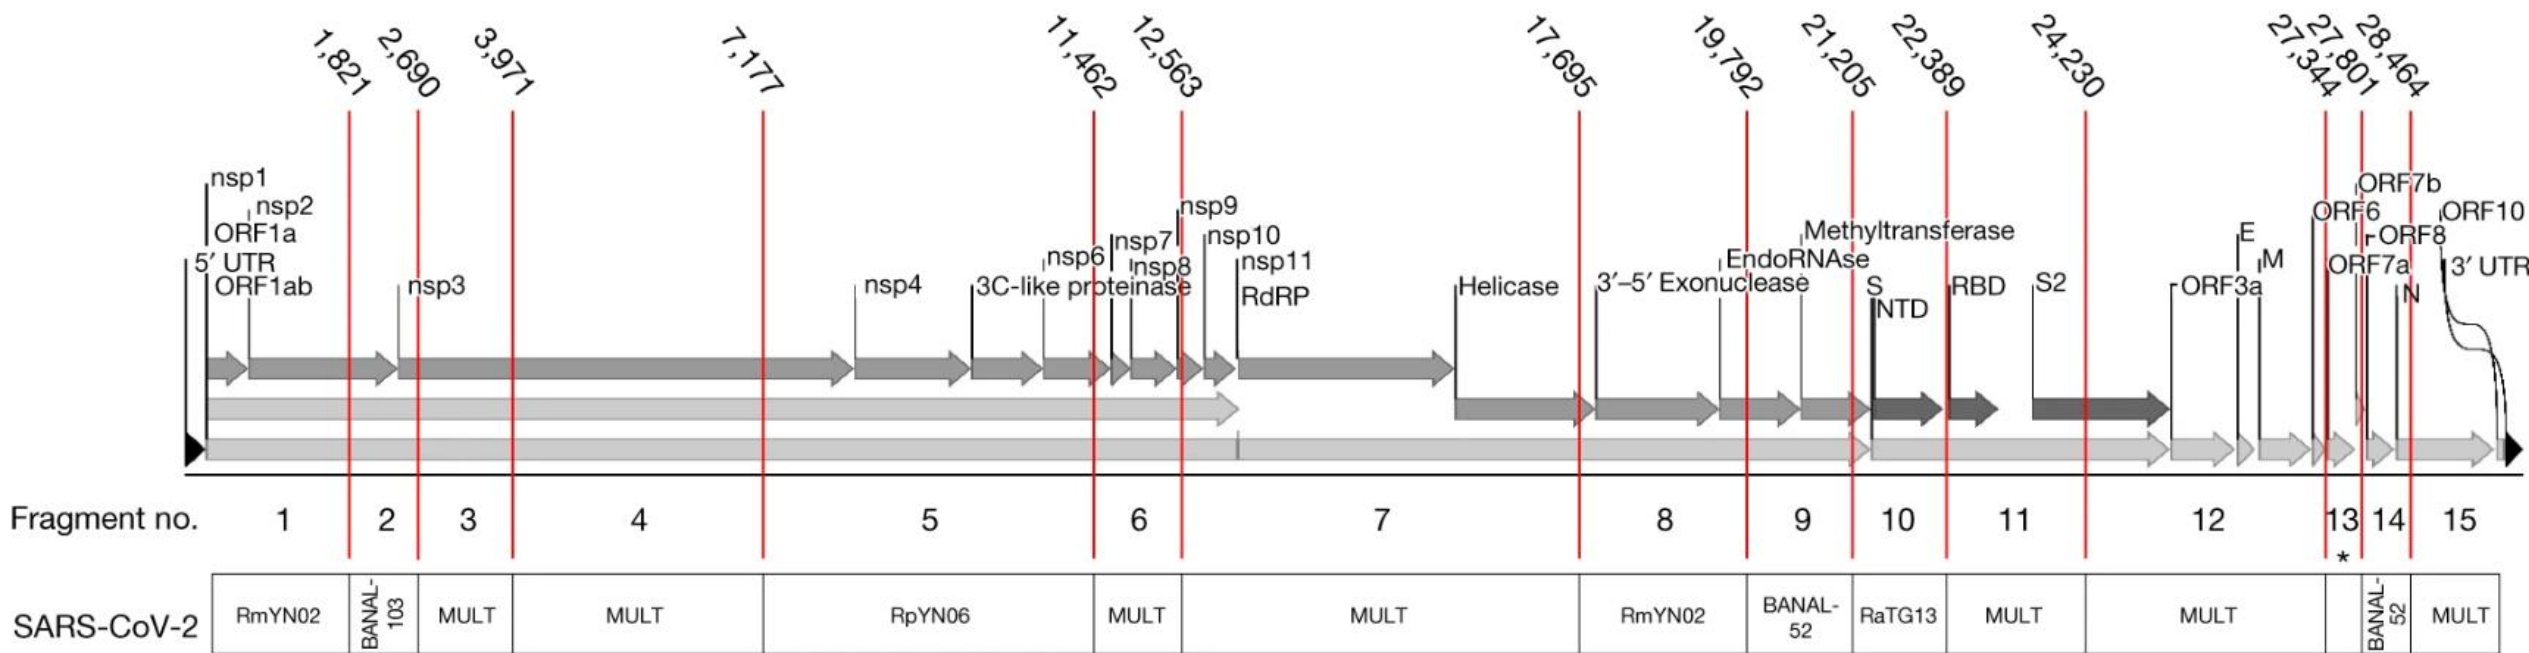 1,821
2,690
3,971
7,177
11,462
12,563
17,695
19,792
21,205
22,389
24,230
27,344
27,801
28,464
nsp1
nsp2
ORF1a
5′ UTR
ORF1ab
nsp3
nsp4
3C-like proteinase
nsp6
nsp7
nsp8
nsp9
nsp10
nsp11
RdRP
Helicase
3′–5′ Exonuclease
EndoRNAse
Methyltransferase
S
NTD
RBD
S2
ORF3a
E
M
ORF6
ORF7a
ORF7b
ORF8
N
ORF10
3′ UTR
Fragment no. 1 2 3 4 5 6 7 8 9 10 11 12 13 14 15
*
SARS-CoV-2
RmYN02
BANAL-
103
MULT
MULT
RpYN06
MULT
MULT
RmYN02
BANAL-
52
RaTG13
MULT
MULT
BANAL-
52
MULT